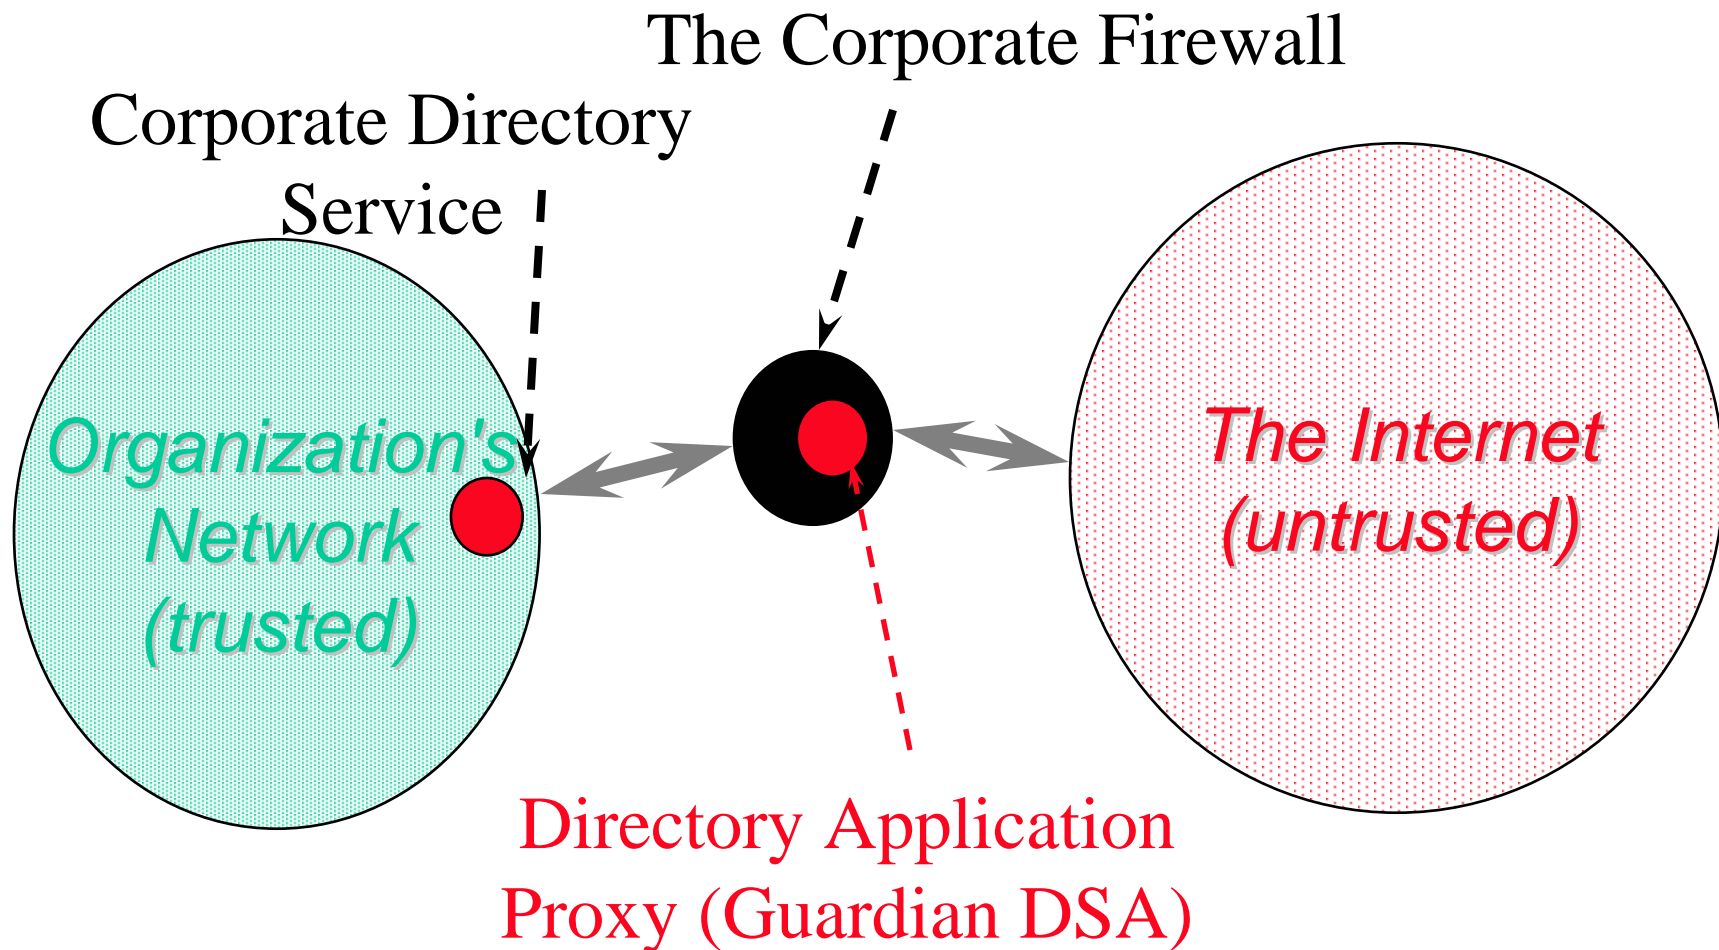 The Corporate Firewall
Corporate Directory
Service
Organization's
Network
(trusted)
The Internet
(untrusted)
Directory Application
Proxy (Guardian DSA)